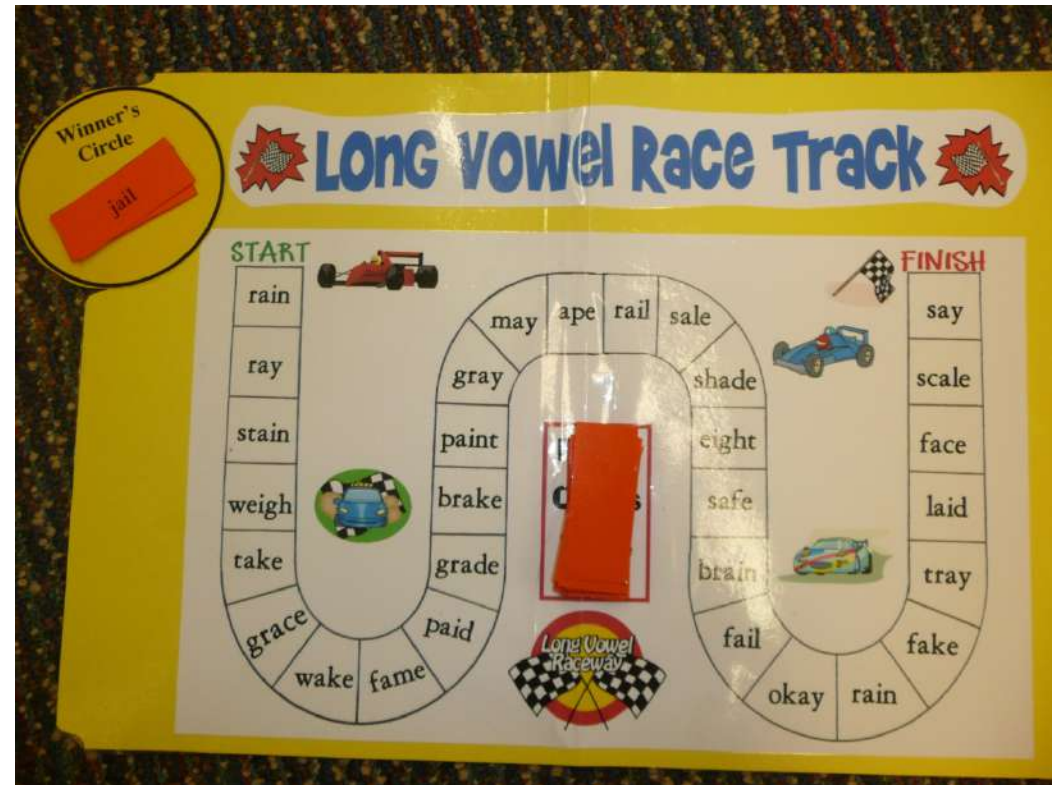 Winner's
Circle
jail
Long Vowel Race Track
START
FINISH
rain
ray
stain
weigh
take
grace
wake
fame
paid
grade
brake
paint
gray
may
ape
rail
sale
shade
eight
safe
brain
fail
okay
rain
fake
tray
laid
face
scale
say
Long Vowel
Raceway